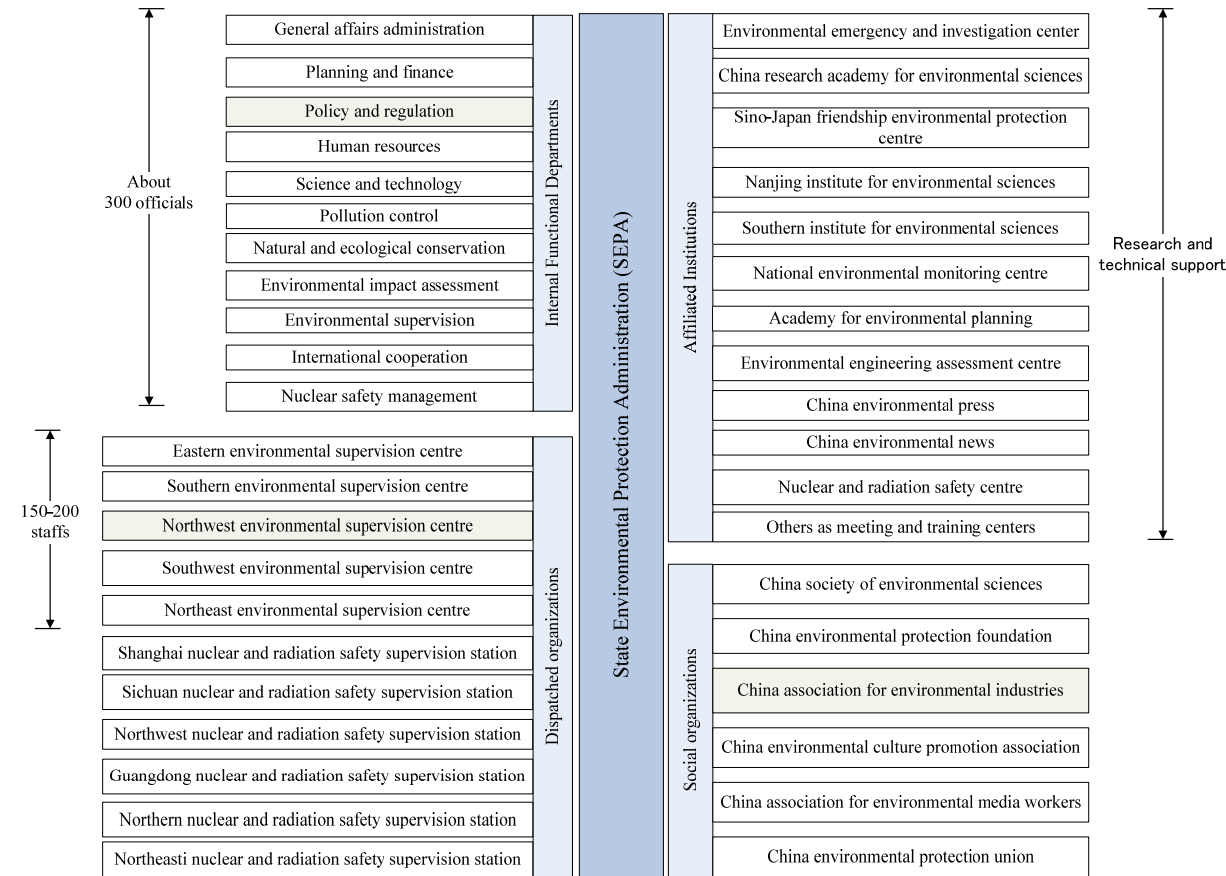 General affairs administration
Planning and finance
Policy and regulation
Human resources
Science and technology
Pollution control
Natural and ecological conservation
Environmental impact assessment
Environmental supervision
International cooperation
Nuclear safety management
About
300 officials
Internal Functional Departments
Eastern environmental supervision centre
Southern environmental supervision centre
Northwest environmental supervision centre
Southwest environmental supervision centre
Northeast environmental supervision centre
150-200
staffs
Shanghai nuclear and radiation safety supervision station
Sichuan nuclear and radiation safety supervision station
Northwest nuclear and radiation safety supervision station
Guangdong nuclear and radiation safety supervision station
Northern nuclear and radiation safety supervision station
Northeasti nuclear and radiation safety supervision station
Dispatched organizations
State Environmental Protection Administration (SEPA)
Affiliated Institutions
Environmental emergency and investigation center
China research academy for environmental sciences
Sino-Japan friendship environmental protection
centre
Nanjing institute for environmental sciences
Southern institute for environmental sciences
National environmental monitoring centre
Academy for environmental planning
Environmental engineering assessment centre
China environmental press
China environmental news
Nuclear and radiation safety centre
Others as meeting and training centers
Research and
technical support
Social organizations
China society of environmental sciences
China environmental protection foundation
China association for environmental industries
China environmental culture promotion association
China association for environmental media workers
China environmental protection union